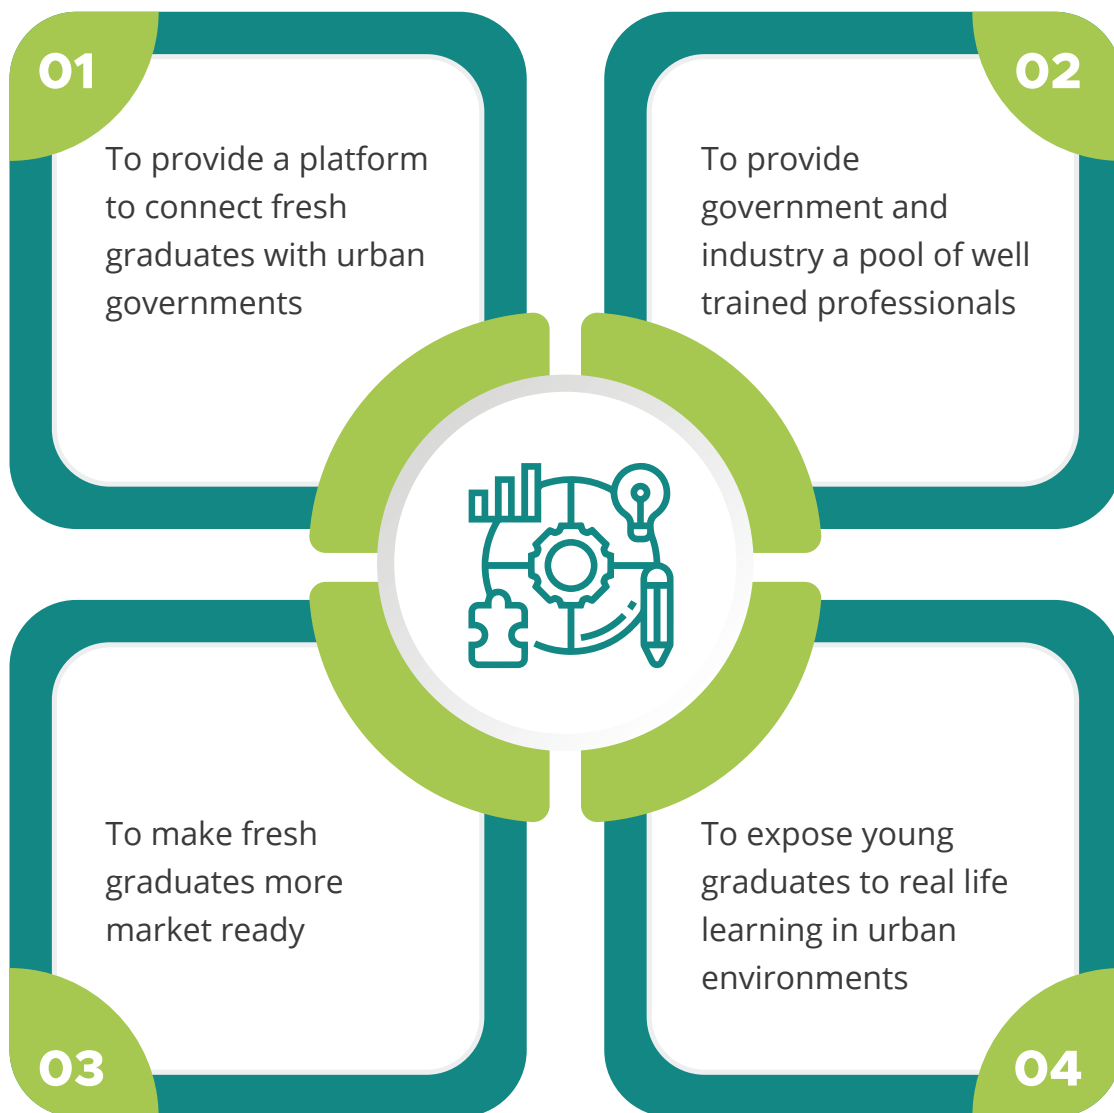 01
To provide a platform
to connect fresh
graduates with urban
governments
02
To provide
government and
industry a pool of well
trained professionals
03
To make fresh
graduates more
market ready
04
To expose young
graduates to real life
learning in urban
environments